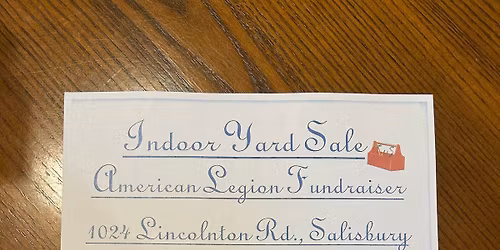 Indoor Yard Sale
American Legion Fundraiser
1024 Lincolnton Rd., Salisbury